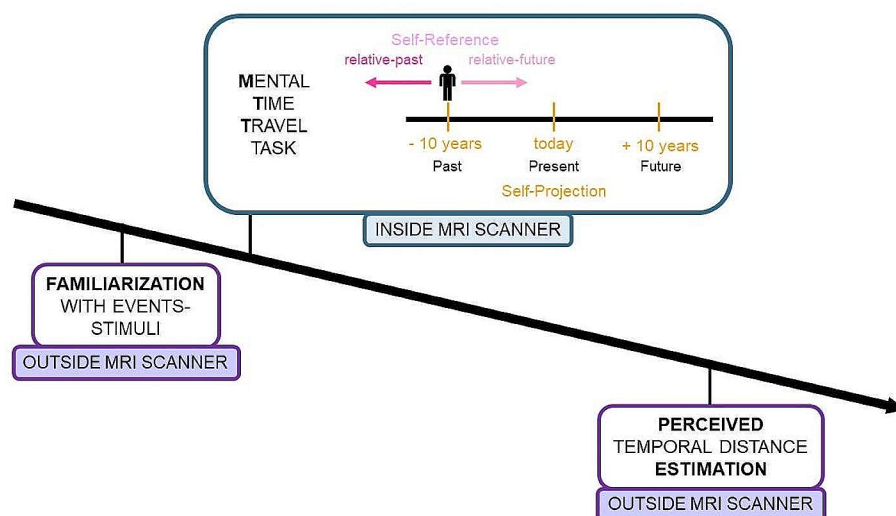 Self-Reference
relative-past relative-future
MENTAL
TIME
TRAVEL
TASK
- 10 years today + 10 years
Past Present Future
Self-Projection
INSIDE MRI SCANNER
FAMILIARIZATION
WITH EVENTS-
STIMULI
OUTSIDE MRI SCANNER
PERCEIVED
TEMPORAL DISTANCE
ESTIMATION
OUTSIDE MRI SCANNER